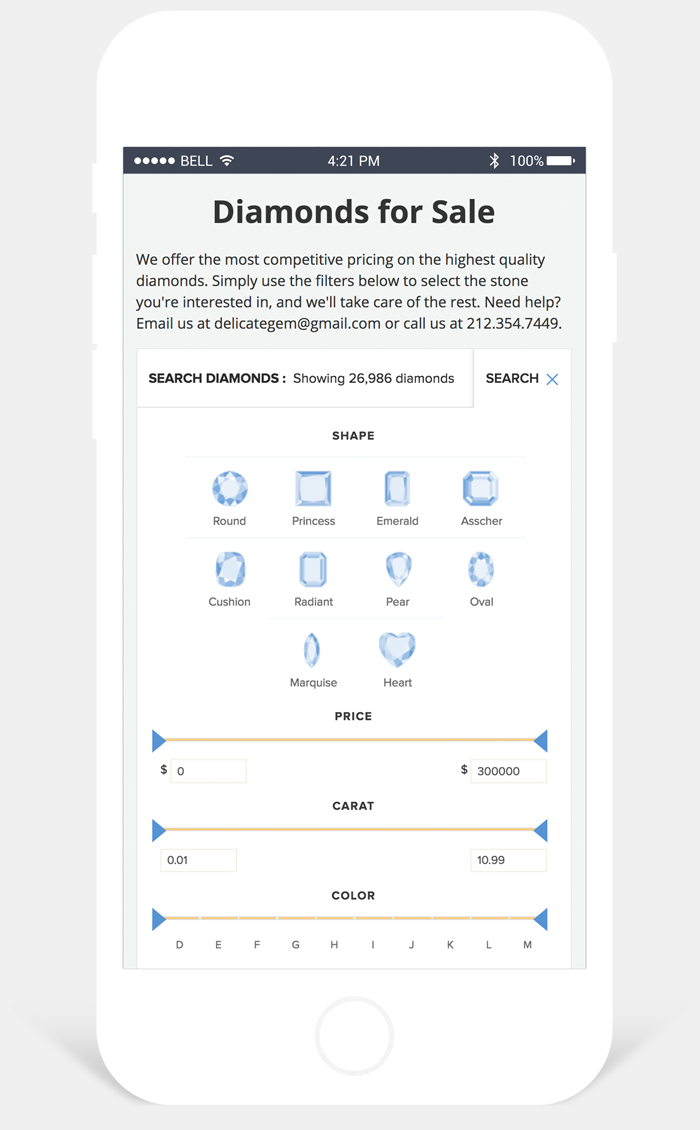 BELL 4:21 PM 100%
Diamonds for Sale
We offer the most competitive pricing on the highest quality
diamonds. Simply use the filters below to select the stone
you're interested in, and we'll take care of the rest. Need help?
Email us at delicategem@gmail.com or call us at 212.354.7449.
SEARCH DIAMONDS : Showing 26,986 diamonds SEARCH
SHAPE
Round Princess Emerald Asscher
Cushion Radiant Pear Oval
Marquise Heart
PRICE
$ 0 $ 300000
CARAT
0.01 10.99
COLOR
D E F G H I J K L M